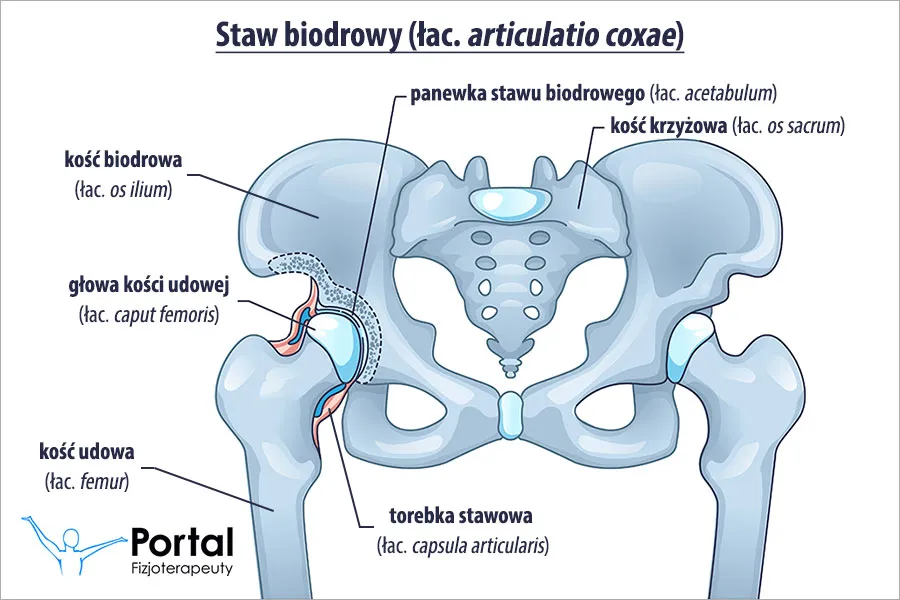 Staw biodrowy (łac. articulatio coxae)
panewka stawu biodrowego (łac. acetabulum)
kość krzyżowa (łac. os sacrum)
kość biodrowa
(łac. os ilium)
głowa kości udowej
(łac. caput femoris)
kość udowa
(łac. femur)
torebka stawowa
(łac. capsula articularis)
Portal
Fizjoterapeuty